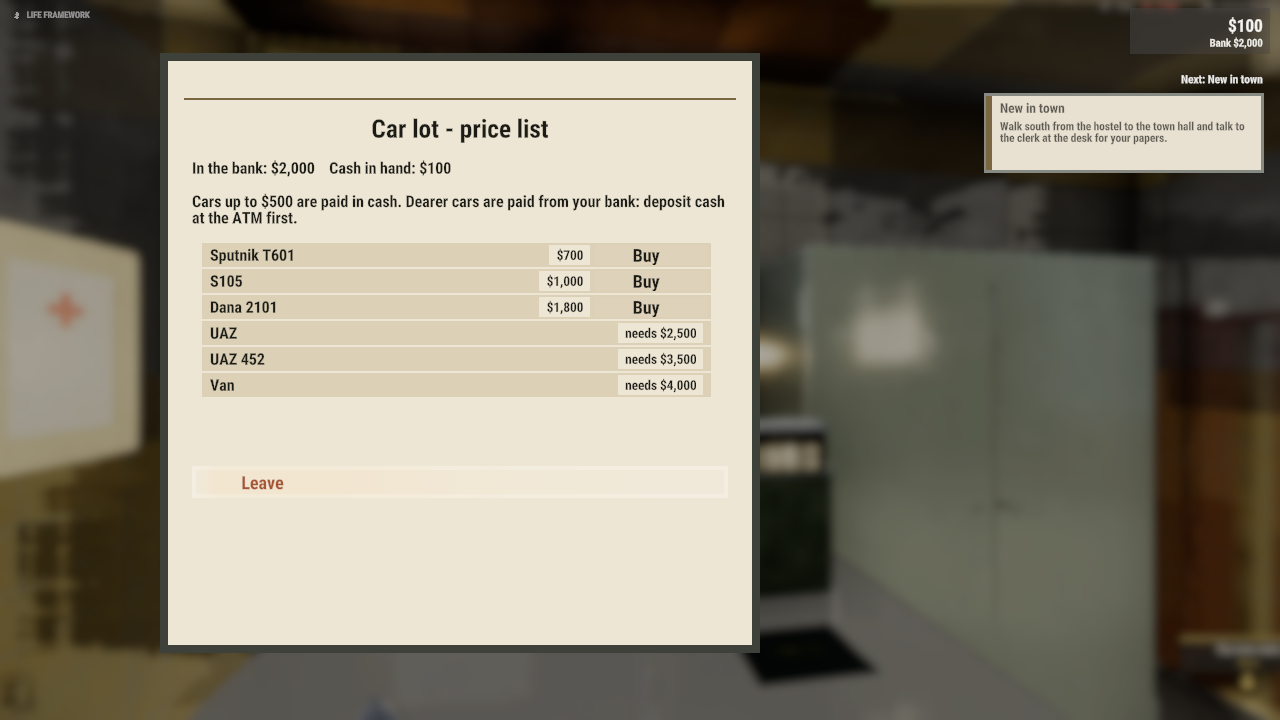 LIFE FRAMEWORK
$100
Bank $2,000
Next: New in town
New in town
Walk south from the hostel to the town hall and talk to
the clerk at the desk for your papers.
Car lot - price list
In the bank: $2,000 Cash in hand: $100
Cars up to $500 are paid in cash. Dearer cars are paid from your bank: deposit cash
at the ATM first.
Sputnik T601 $700 Buy
S105 $1,000 Buy
Dana 2101 $1,800 Buy
UAZ needs $2,500
UAZ 452 needs $3,500
Van needs $4,000
Leave